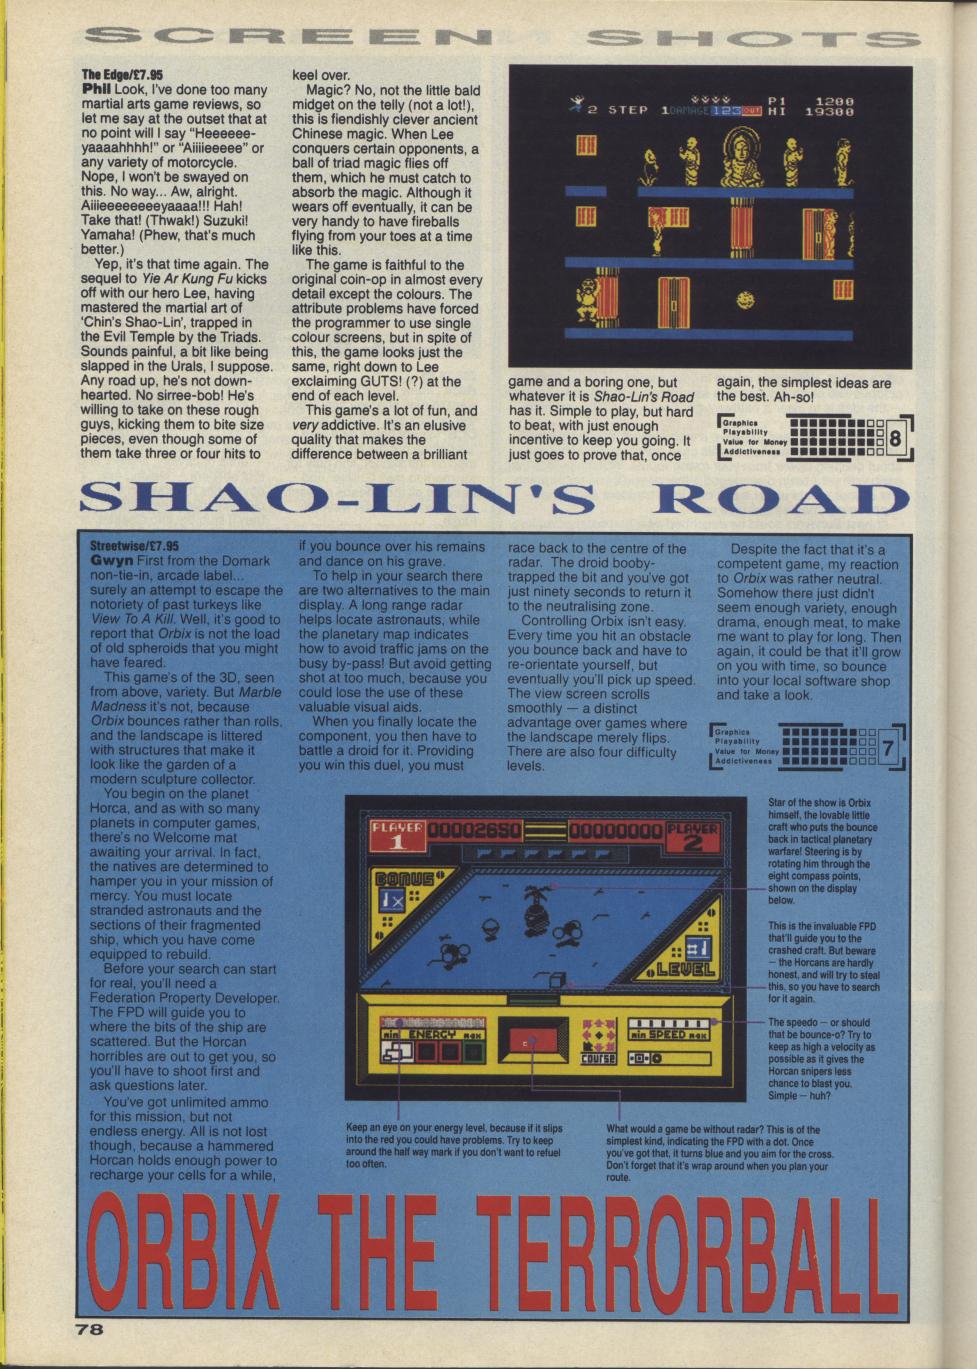 SCREEN SHOTS
The Edge/£7.95
Phil Look, I've done too many
martial arts game reviews, so
let me say at the outset that at
no point will I say "Heeeeee-
yaaaahhhh!" or "Aiiiieeeee" or
any variety of motorcycle.
Nope, I won't be swayed on
this. No way... Aw, alright.
Aiiieeeeeeeeyaaaa!!! Hah!
Take that! (Thwak!) Suzuki!
Yamaha! (Phew, that's much
better.)
Yep, it's that time again. The
sequel to Yie Ar Kung Fu kicks
off with our hero Lee, having
mastered the martial art of
'Chin's Shao-Lin', trapped in
the Evil Temple by the Triads.
Sounds painful, a bit like being
slapped in the Urals, I suppose.
Any road up, he's not down-
hearted. No sirree-bob! He's
willing to take on these rough
guys, kicking them to bite size
pieces, even though some of
them take three or four hits to
keel over.
Magic? No, not the little bald
midget on the telly (not a lot!),
this is fiendishly clever ancient
Chinese magic. When Lee
conquers certain opponents, a
ball of triad magic flies off
them, which he must catch to
absorb the magic. Although it
wears off eventually, it can be
very handy to have fireballs
flying from your toes at a time
like this.
The game is faithful to the
original coin-op in almost every
detail except the colours. The
attribute problems have forced
the programmer to use single
colour screens, but in spite of
this, the game looks just the
same, right down to Lee
exclaiming GUTS! (?) at the
end of each level.
This game's a lot of fun, and
very addictive. It's an elusive
quality that makes the
difference between a brilliant
P1 1200
2 STEP 1 DAMAGE 123 OUT HI 19300
game and a boring one, but
whatever it is Shao-Lin's Road
has it. Simple to play, but hard
to beat, with just enough
incentive to keep you going. It
just goes to prove that, once
again, the simplest ideas are
the best. Ah-so!
Graphics
Playability
Value for Money
Addictiveness
8
SHAO-LIN'S ROAD
Streetwise/£7.95
Gwyn First from the Domark
non-tie-in, arcade label...
surely an attempt to escape the
notoriety of past turkeys like
View To A Kill. Well, it's good to
report that Orbix is not the load
of old spheroids that you might
have feared.
This game's of the 3D, seen
from above, variety. But Marble
Madness it's not, because
Orbix bounces rather than rolls,
and the landscape is littered
with structures that make it
look like the garden of a
modern sculpture collector.
You begin on the planet
Horca, and as with so many
planets in computer games,
there's no Welcome mat
awaiting your arrival. In fact,
the natives are determined to
hamper you in your mission of
mercy. You must locate
stranded astronauts and the
sections of their fragmented
ship, which you have come
equipped to rebuild.
Before your search can start
for real, you'll need a
Federation Property Developer.
The FPD will guide you to
where the bits of the ship are
scattered. But the Horcan
horribles are out to get you, so
you'll have to shoot first and
ask questions later.
You've got unlimited ammo
for this mission, but not
endless energy. All is not lost
though, because a hammered
Horcan holds enough power to
recharge your cells for a while,
if you bounce over his remains
and dance on his grave.
To help in your search there
are two alternatives to the main
display. A long range radar
helps locate astronauts, while
the planetary map indicates
how to avoid traffic jams on the
busy by-pass! But avoid getting
shot at too much, because you
could lose the use of these
valuable visual aids.
When you finally locate the
component, you then have to
battle a droid for it. Providing
you win this duel, you must
race back to the centre of the
radar. The droid booby-
trapped the bit and you've got
just ninety seconds to return it
to the neutralising zone.
Controlling Orbix isn't easy.
Every time you hit an obstacle
you bounce back and have to
re-orientate yourself, but
eventually you'll pick up speed.
The view screen scrolls
smoothly — a distinct
advantage over games where
the landscape merely flips.
There are also four difficulty
levels.
Despite the fact that it's a
competent game, my reaction
to Orbix was rather neutral.
Somehow there just didn't
seem enough variety, enough
drama, enough meat, to make
me want to play for long. Then
again, it could be that it'll grow
on you with time, so bounce
into your local software shop
and take a look.
Graphics
Playability
Value for Money
Addictiveness
7
PLAYER 1 00002650 00000000 PLAYER 2
BONUS
LEVEL
min ENERGY max
course
min SPEED max
Star of the show is Orbix
himself, the lovable little
craft who puts the bounce
back in tactical planetary
warfare! Steering is by
rotating him through the
eight compass points,
shown on the display
below.
This is the invaluable FPD
that'll guide you to the
crashed craft. But beware
— the Horcans are hardly
honest, and will try to steal
this, so you have to search
for it again.
The speedo — or should
that be bounce-o? Try to
keep as high a velocity as
possible as it gives the
Horcan snipers less
chance to blast you.
Simple — huh?
Keep an eye on your energy level, because if it slips
into the red you could have problems. Try to keep
around the half way mark if you don't want to refuel
too often.
What would a game be without radar? This is of the
simplest kind, indicating the FPD with a dot. Once
you've got that, it turns blue and you aim for the cross.
Don't forget that it's wrap around when you plan your
route.
ORBIX THE TERRORBALL
78